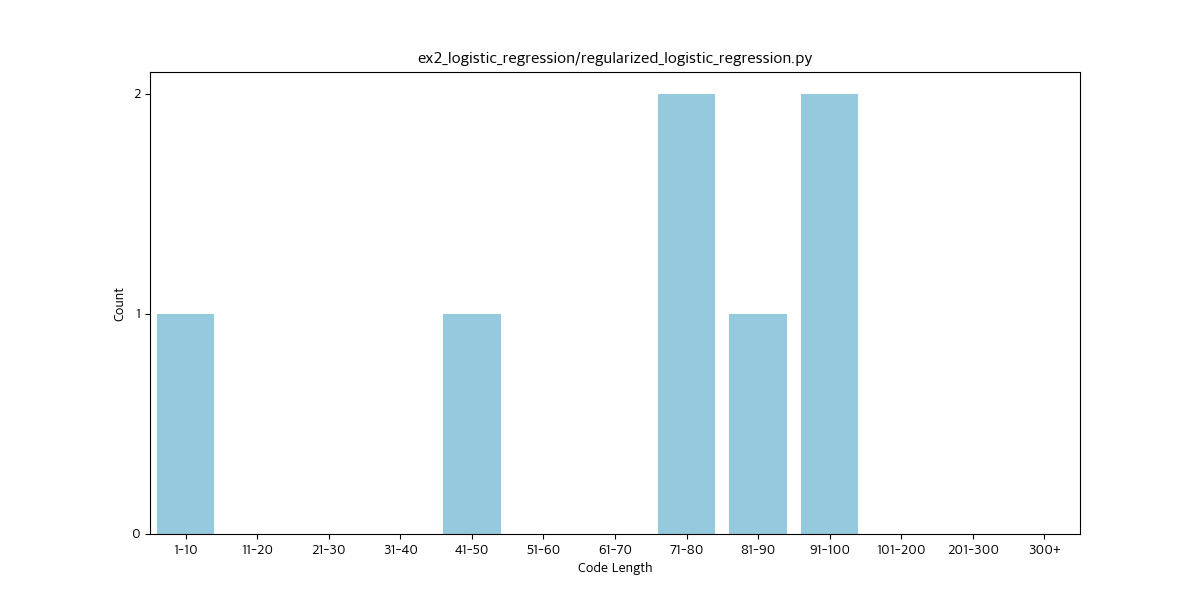 ex2_logistic_regression/regularized_logistic_regression.py
2
1
0
Count
1-10 11-20 21-30 31-40 41-50 51-60 61-70 71-80 81-90 91-100 101-200 201-300 300+
Code Length